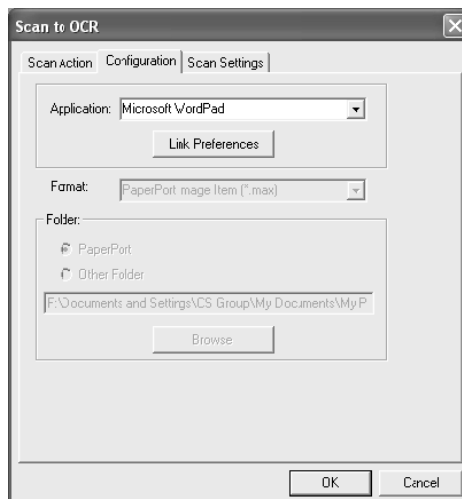 Scan to OCR
Scan Action Configuration Scan Settings
Application: Microsoft WordPad
Link Preferences
Format: PaperPort mage Item (*.max)
Folder:
PaperPort
Other Folder
F:\Documents and Settings\CS Group\My Documents\My P
Browse
OK Cancel